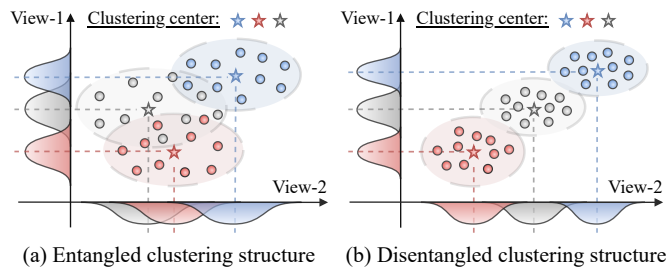 View-1 Clustering center:
View-2
(a) Entangled clustering structure
View-1 Clustering center:
View-2
(b) Disentangled clustering structure